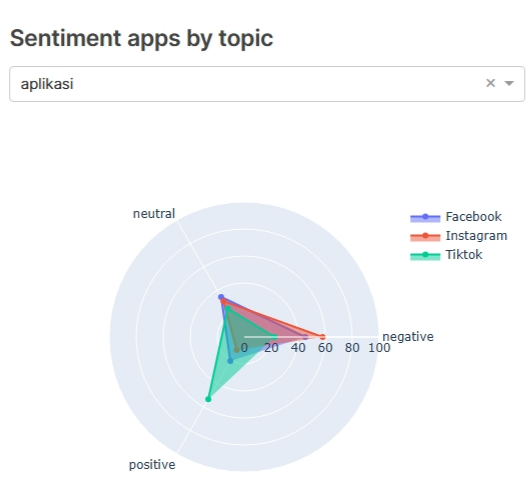 Sentiment apps by topic
aplikasi
neutral
Facebook
Instagram
Tiktok
negative
0 20 40 60 80 100
positive